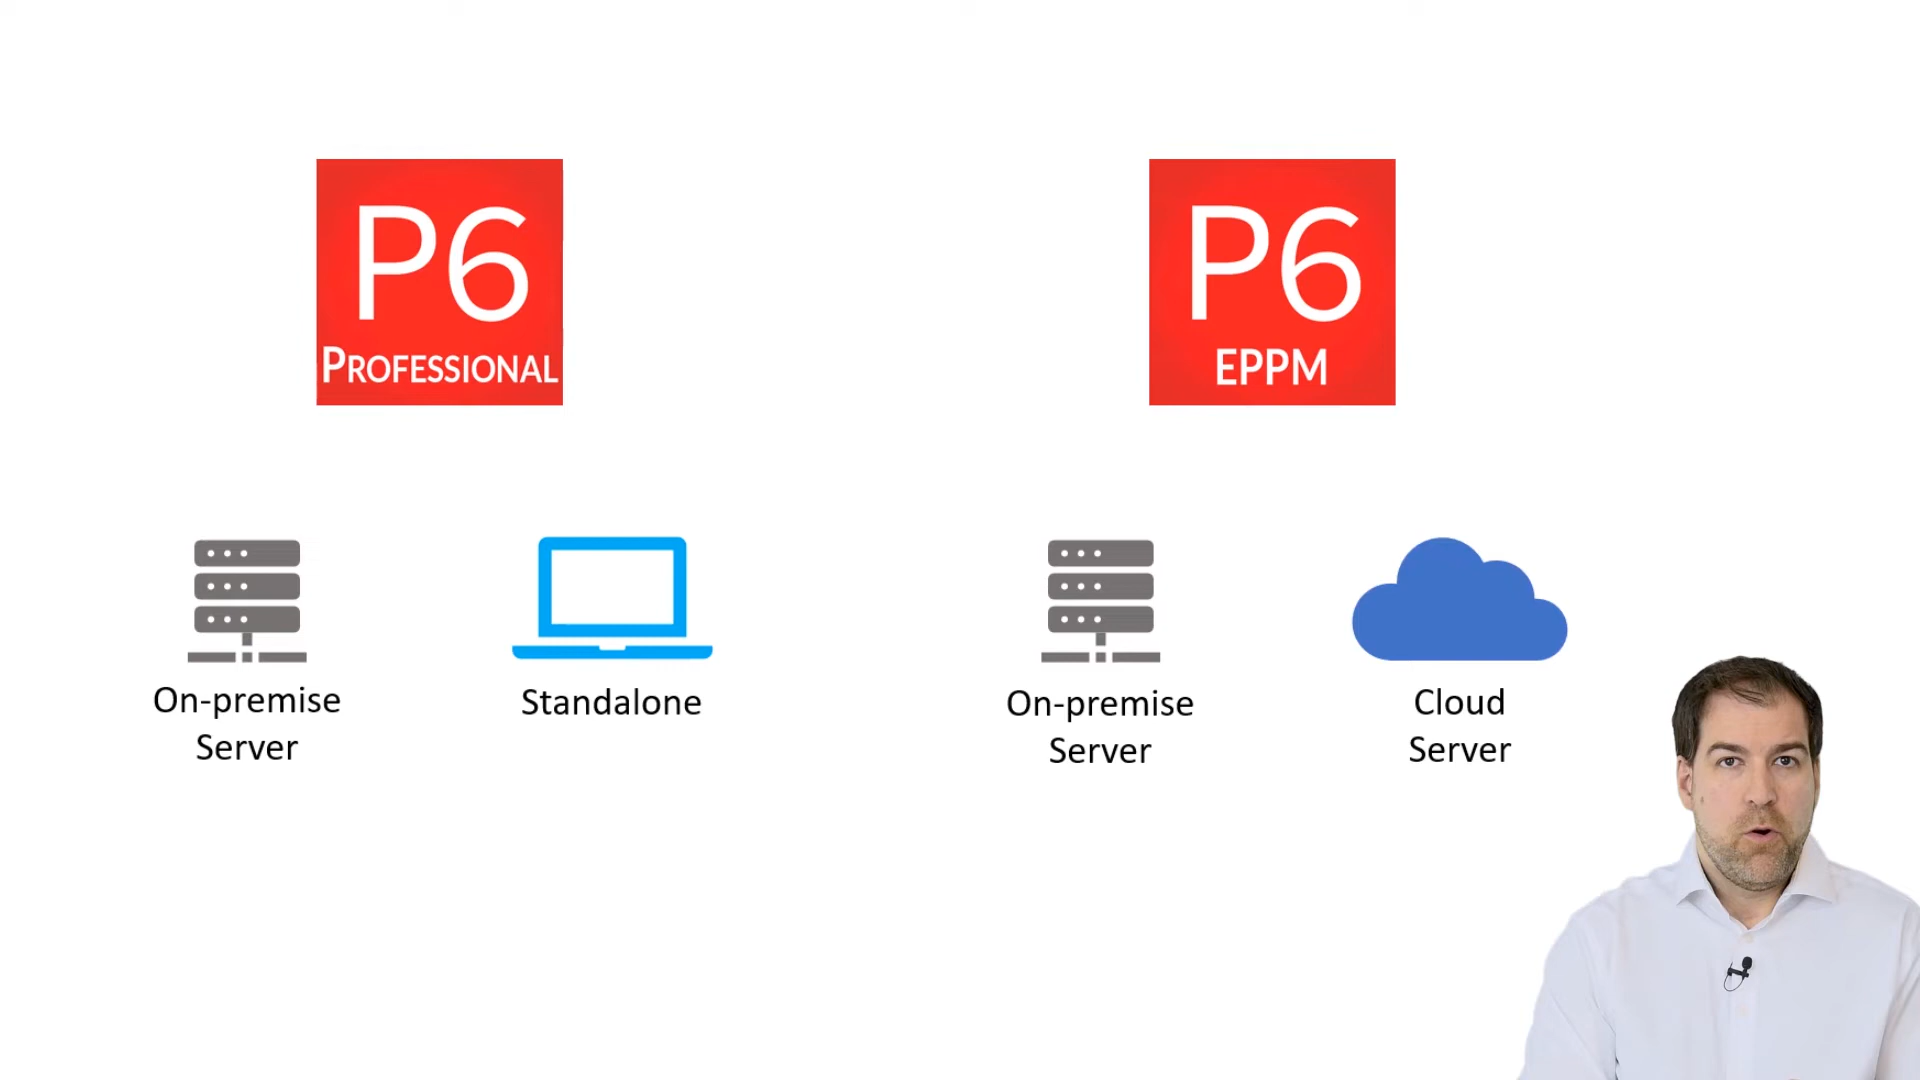 P6
PROFESSIONAL
P6
EPPM
On-premise
Server
Standalone
On-premise
Server
Cloud
Server